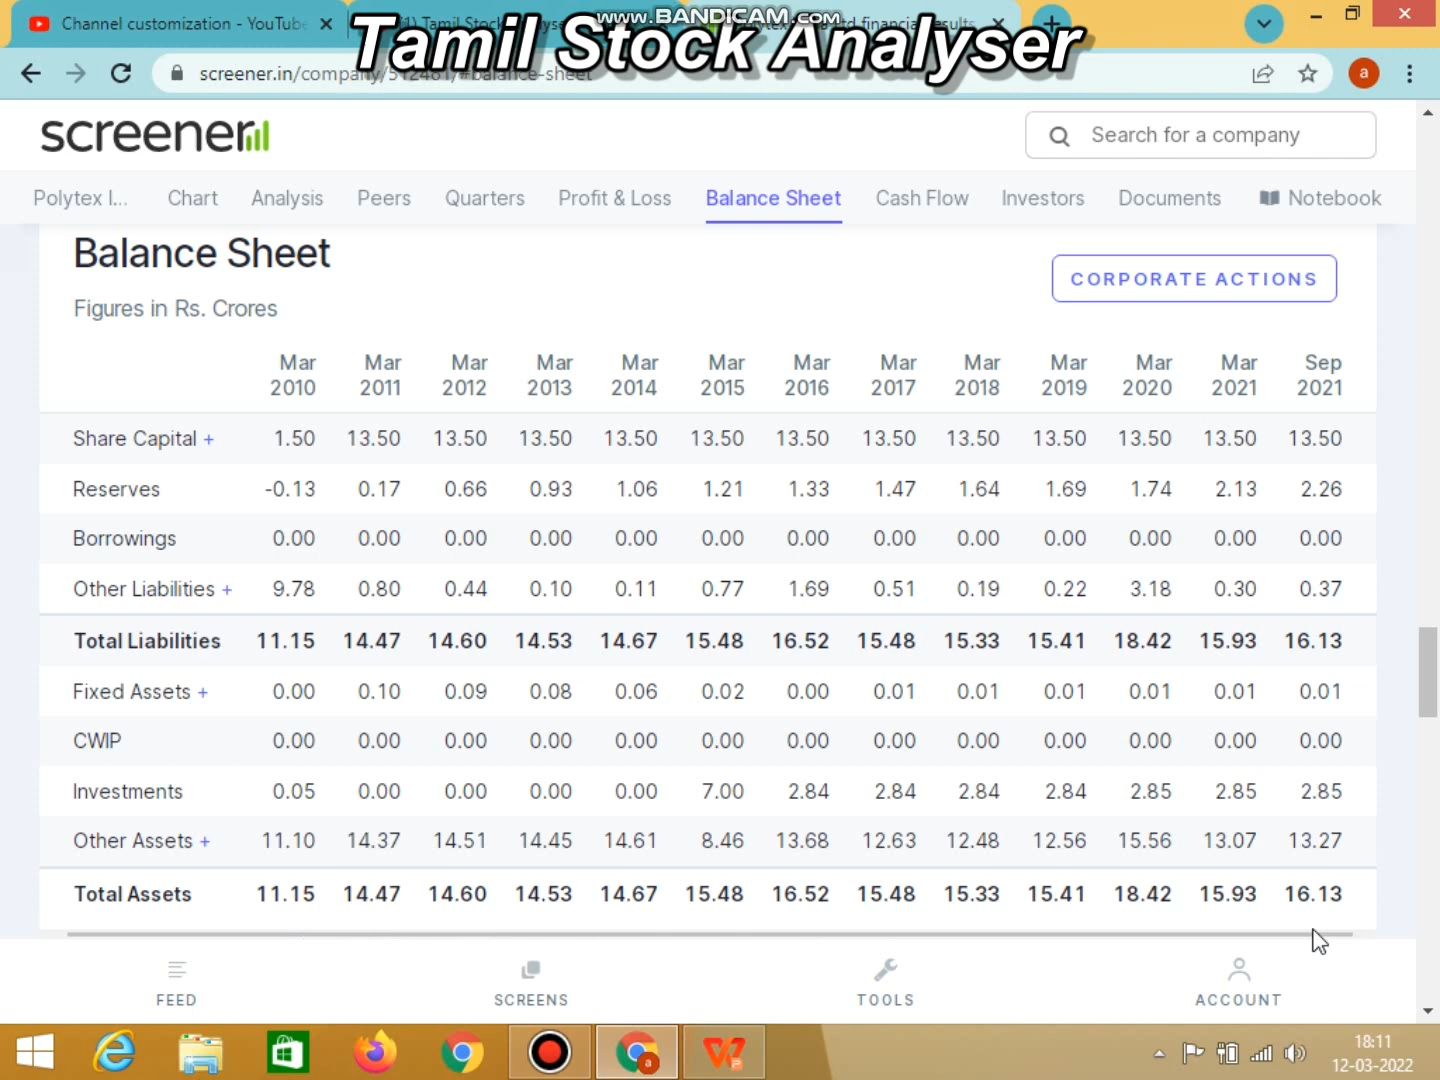 www.BANDICAM.com
Tamil Stock Analyser
Channel customization - YouTube
screener.in/company/512481/#balance-sheet
a
screener
Search for a company
Polytex I... Chart Analysis Peers Quarters Profit & Loss Balance Sheet Cash Flow Investors Documents Notebook
Balance Sheet
CORPORATE ACTIONS
Figures in Rs. Crores
Mar 2010 Mar 2011 Mar 2012 Mar 2013 Mar 2014 Mar 2015 Mar 2016 Mar 2017 Mar 2018 Mar 2019 Mar 2020 Mar 2021 Sep 2021
Share Capital + 1.50 13.50 13.50 13.50 13.50 13.50 13.50 13.50 13.50 13.50 13.50 13.50 13.50
Reserves -0.13 0.17 0.66 0.93 1.06 1.21 1.33 1.47 1.64 1.69 1.74 2.13 2.26
Borrowings 0.00 0.00 0.00 0.00 0.00 0.00 0.00 0.00 0.00 0.00 0.00 0.00 0.00
Other Liabilities + 9.78 0.80 0.44 0.10 0.11 0.77 1.69 0.51 0.19 0.22 3.18 0.30 0.37
Total Liabilities 11.15 14.47 14.60 14.53 14.67 15.48 16.52 15.48 15.33 15.41 18.42 15.93 16.13
Fixed Assets + 0.00 0.10 0.09 0.08 0.06 0.02 0.00 0.01 0.01 0.01 0.01 0.01 0.01
CWIP 0.00 0.00 0.00 0.00 0.00 0.00 0.00 0.00 0.00 0.00 0.00 0.00 0.00
Investments 0.05 0.00 0.00 0.00 0.00 7.00 2.84 2.84 2.84 2.84 2.85 2.85 2.85
Other Assets + 11.10 14.37 14.51 14.45 14.61 8.46 13.68 12.63 12.48 12.56 15.56 13.07 13.27
Total Assets 11.15 14.47 14.60 14.53 14.67 15.48 16.52 15.48 15.33 15.41 18.42 15.93 16.13
FEED SCREENS TOOLS ACCOUNT
18:11
12-03-2022